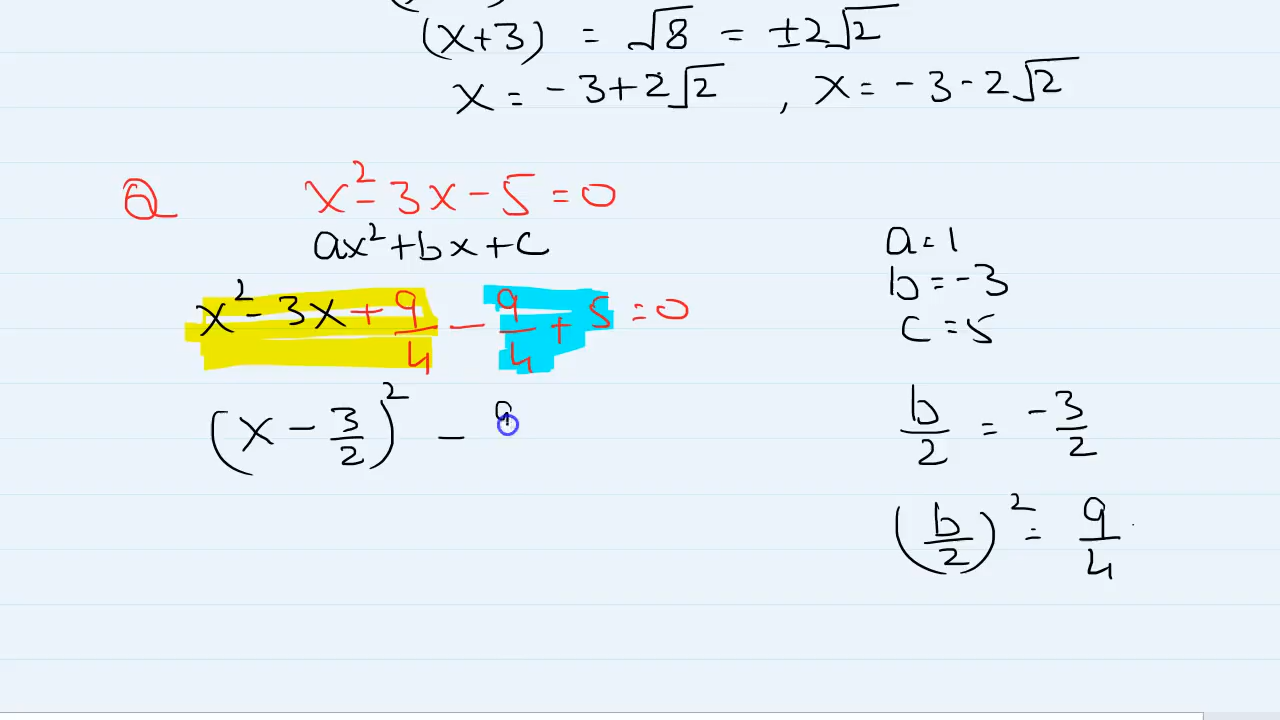 (x+3) = √8 = ±2√2
x = -3+2√2 , x = -3-2√2
Q x² - 3x - 5 = 0
ax² + bx + c
a = 1
b = -3
x² - 3x + 9/4 - 9/4 + 5 = 0
c = 5
(x - 3/2)² - 9
b/2 = -3/2
(b/2)² = 9/4